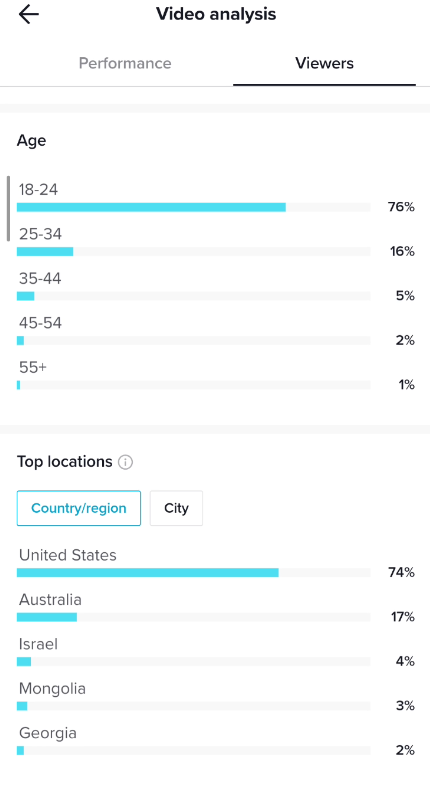 Video analysis
Performance Viewers
Age
18-24
76%
25-34
16%
35-44
5%
45-54
2%
55+
1%
Top locations
Country/region City
United States
74%
Australia
17%
Israel
4%
Mongolia
3%
Georgia
2%